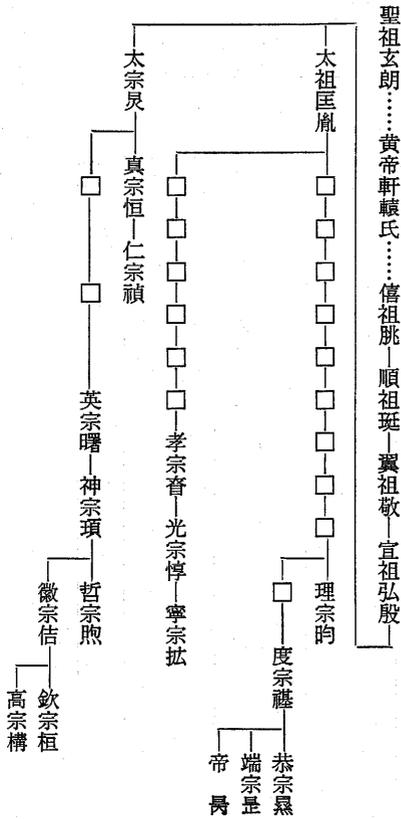 聖祖玄朗……黄帝軒轅氏……僖祖朓―順祖珽―翼祖敬―宣祖弘殷
太祖匡胤
理宗昀
度宗禥
恭宗㬎
端宗昰
帝昺
孝宗眘―光宗惇―寧宗拡
太宗炅
真宗恒―仁宗禎
英宗曙―神宗頊
哲宗煦
徽宗佶
欽宗桓
高宗構